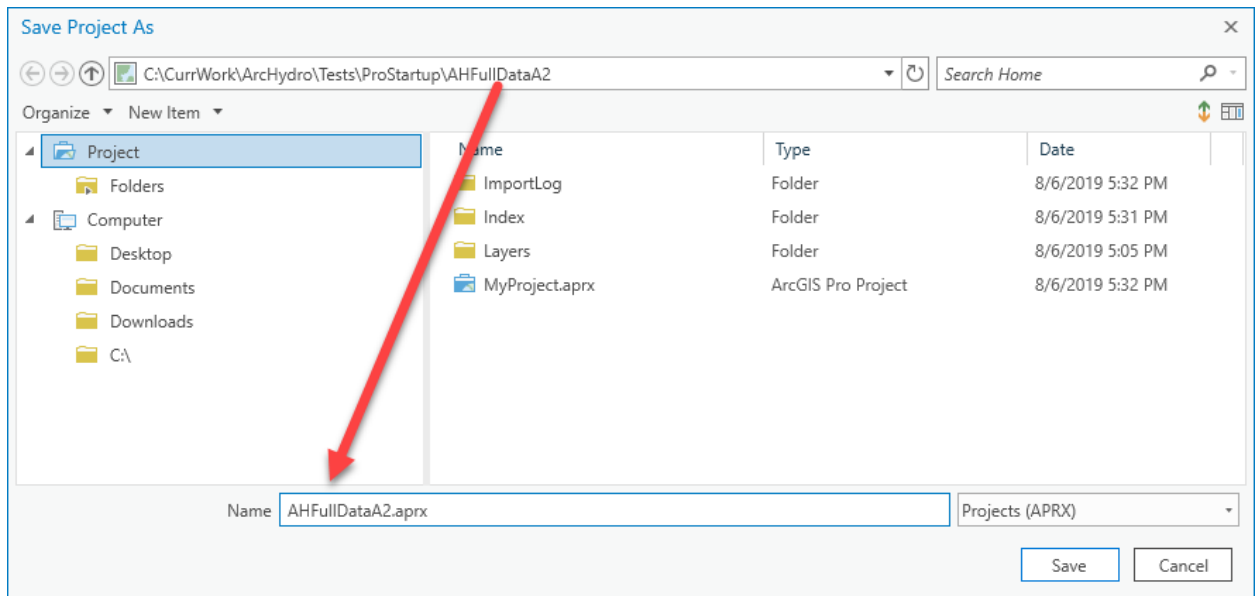 Save Project As
C:\CurrWork\ArcHydro\Tests\ProStartup\AHFullDataA2
Search Home
Organize New Item
Project
Folders
Computer
Desktop
Documents
Downloads
C:\
Name Type Date
ImportLog Folder 8/6/2019 5:32 PM
Index Folder 8/6/2019 5:31 PM
Layers Folder 8/6/2019 5:05 PM
MyProject.aprx ArcGIS Pro Project 8/6/2019 5:32 PM
Name AHFullDataA2.aprx Projects (APRX)
Save Cancel